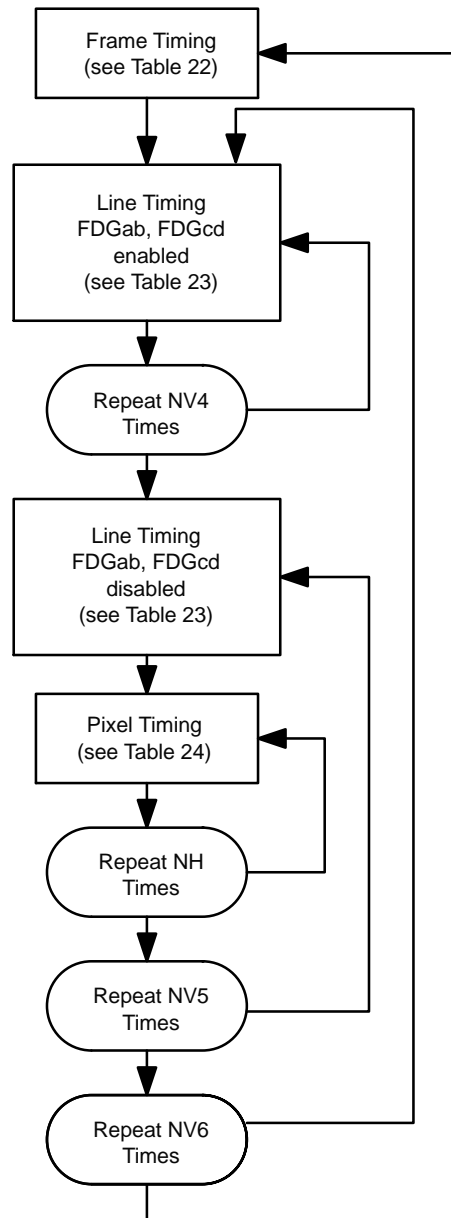 Frame Timing
(see Table 22)
Line Timing
FDGab, FDGcd
enabled
(see Table 23)
Repeat NV4
Times
Line Timing
FDGab, FDGcd
disabled
(see Table 23)
Pixel Timing
(see Table 24)
Repeat NH
Times
Repeat NV5
Times
Repeat NV6
Times